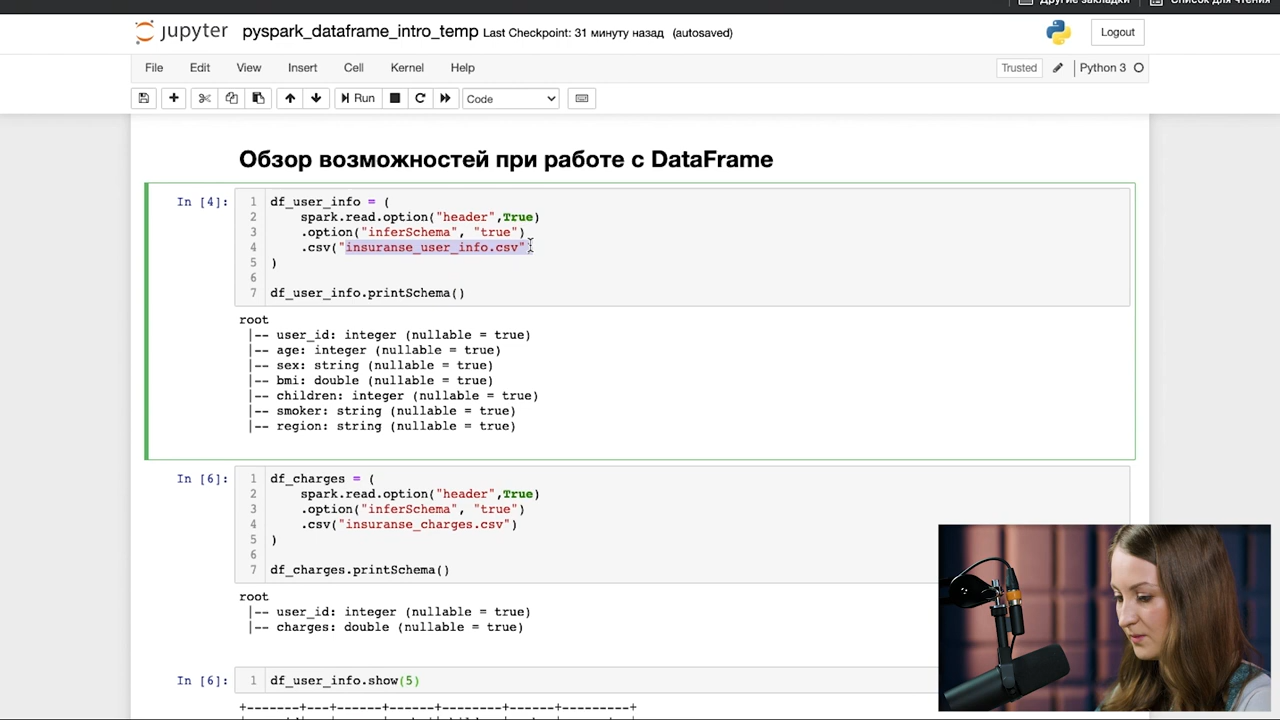 Другие закладки Список для чтения
jupyter pyspark_dataframe_intro_temp Last Checkpoint: 31 минуту назад (autosaved) Logout
File Edit View Insert Cell Kernel Help Trusted Python 3
Run Code
Обзор возможностей при работе с DataFrame
In [4]: 1 df_user_info = (
2 spark.read.option("header",True)
3 .option("inferSchema", "true")
4 .csv("insuranse_user_info.csv")
5 )
6
7 df_user_info.printSchema()
root
|-- user_id: integer (nullable = true)
|-- age: integer (nullable = true)
|-- sex: string (nullable = true)
|-- bmi: double (nullable = true)
|-- children: integer (nullable = true)
|-- smoker: string (nullable = true)
|-- region: string (nullable = true)
In [6]: 1 df_charges = (
2 spark.read.option("header",True)
3 .option("inferSchema", "true")
4 .csv("insuranse_charges.csv")
5 )
6
7 df_charges.printSchema()
root
|-- user_id: integer (nullable = true)
|-- charges: double (nullable = true)
In [6]: 1 df_user_info.show(5)
+-------+---+------+------+--------+------+---------+